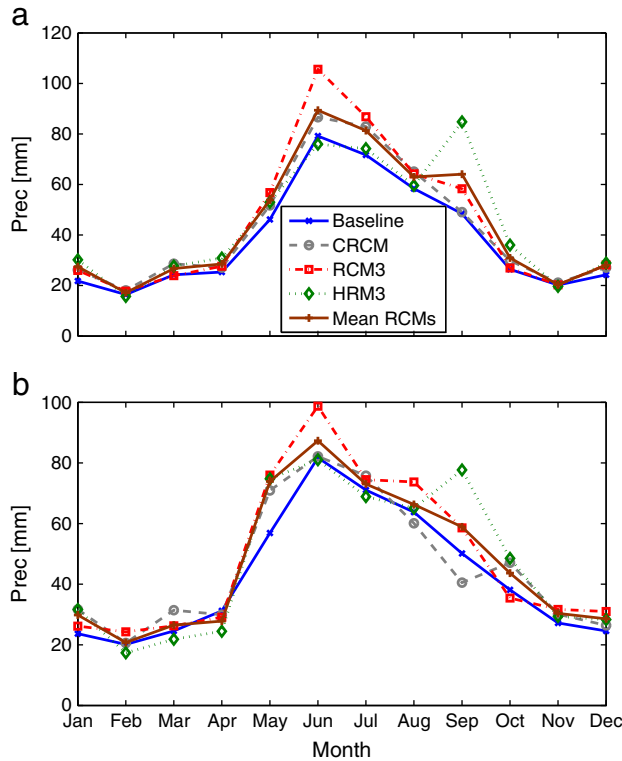 a
120
100
80
60
40
20
0
Prec [mm]
Baseline
CRCM
RCM3
HRM3
Mean RCMs
b
100
80
60
40
20
0
Prec [mm]
Jan Feb Mar Apr May Jun Jul Aug Sep Oct Nov Dec
Month